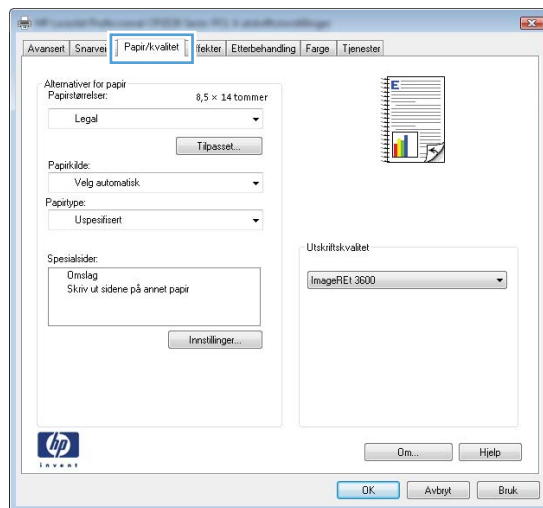 Avansert Snarvei Papir/kvalitet Effekter Etterbehandling Farge Tjenester
Alternativer for papir
Papirstørrelser: 8,5 × 14 tommer
Legal
Tilpasset...
Papirkilde:
Velg automatisk
Papirtype:
Uspesifisert
Spesialsider:
Omslag
Skriv ut sidene på annet papir
Innstillinger...
E
Utskriftskvalitet
ImageREt 3600
hp
invent
Om... Hjelp
OK Avbryt Bruk